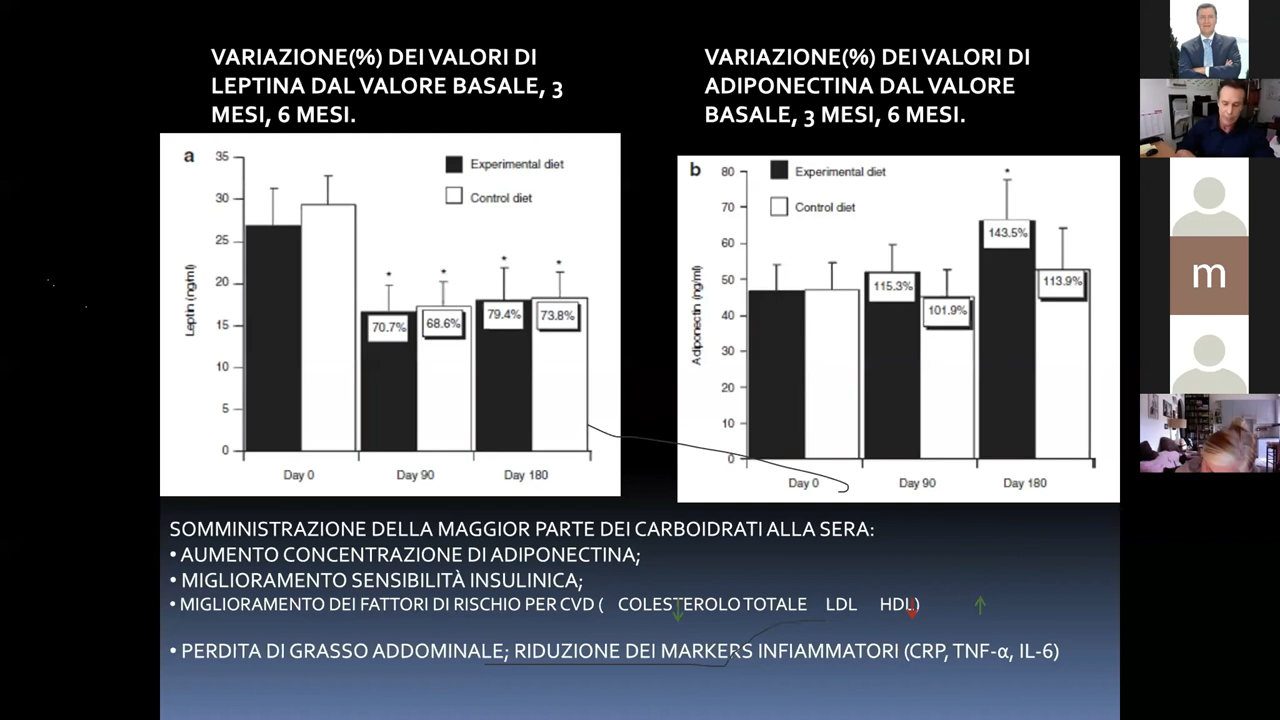 VARIAZIONE(%) DEI VALORI DI
LEPTINA DAL VALORE BASALE, 3
MESI, 6 MESI.
VARIAZIONE(%) DEI VALORI DI
ADIPONECTINA DAL VALORE
BASALE, 3 MESI, 6 MESI.
a
Experimental diet
Control diet
Leptin (ng/ml)
35
30
25
20
15
10
5
0
* * * *
70.7% 68.6% 79.4% 73.8%
Day 0 Day 90 Day 180
b
Experimental diet
Control diet
Adiponectin (ng/ml)
80
70
60
50
40
30
20
10
0
*
115.3% 101.9% 143.5% 113.9%
Day 0 Day 90 Day 180
SOMMINISTRAZIONE DELLA MAGGIOR PARTE DEI CARBOIDRATI ALLA SERA:
• AUMENTO CONCENTRAZIONE DI ADIPONECTINA;
• MIGLIORAMENTO SENSIBILITÀ INSULINICA;
• MIGLIORAMENTO DEI FATTORI DI RISCHIO PER CVD ( COLESTEROLO TOTALE LDL HDL)
• PERDITA DI GRASSO ADDOMINALE; RIDUZIONE DEI MARKERS INFIAMMATORI (CRP, TNF-α, IL-6)
m